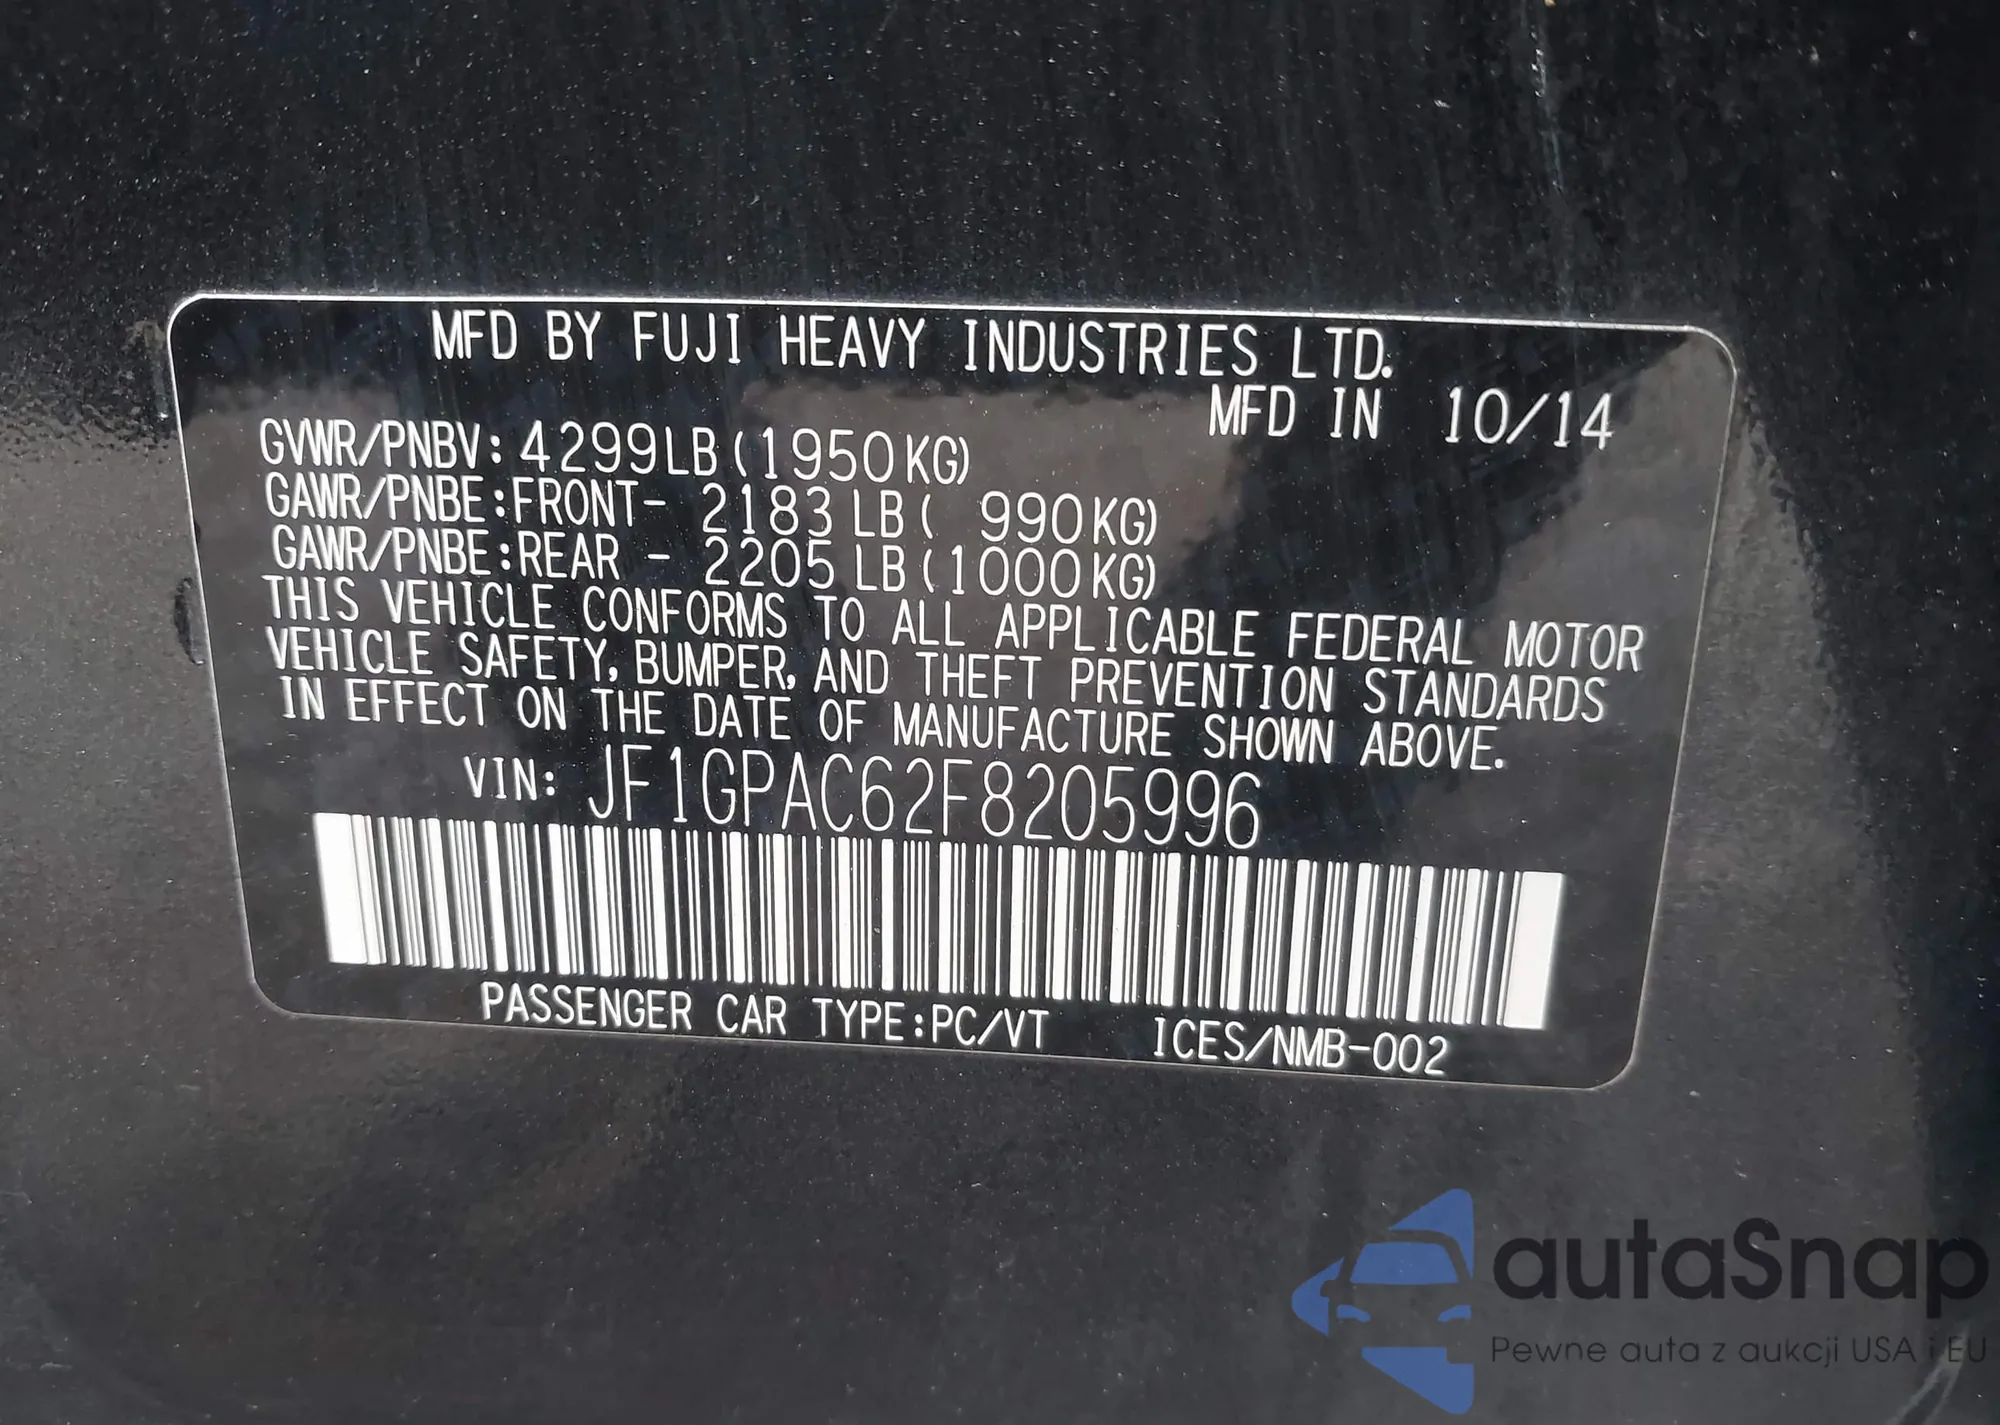 MFD BY FUJI HEAVY INDUSTRIES LTD.
MFD IN 10/14
GVWR/PNBV: 4299LB (1950KG)
GAWR/PNBE:FRONT- 2183 LB ( 990KG)
GAWR/PNBE:REAR - 2205 LB (1000KG)
THIS VEHICLE CONFORMS TO ALL APPLICABLE FEDERAL MOTOR
VEHICLE SAFETY, BUMPER, AND THEFT PREVENTION STANDARDS
IN EFFECT ON THE DATE OF MANUFACTURE SHOWN ABOVE.
VIN: JF1GPAC62F8205996
PASSENGER CAR TYPE:PC/VT ICES/NMB-002
autaSnap
Pewne auta z aukcji USA i EU